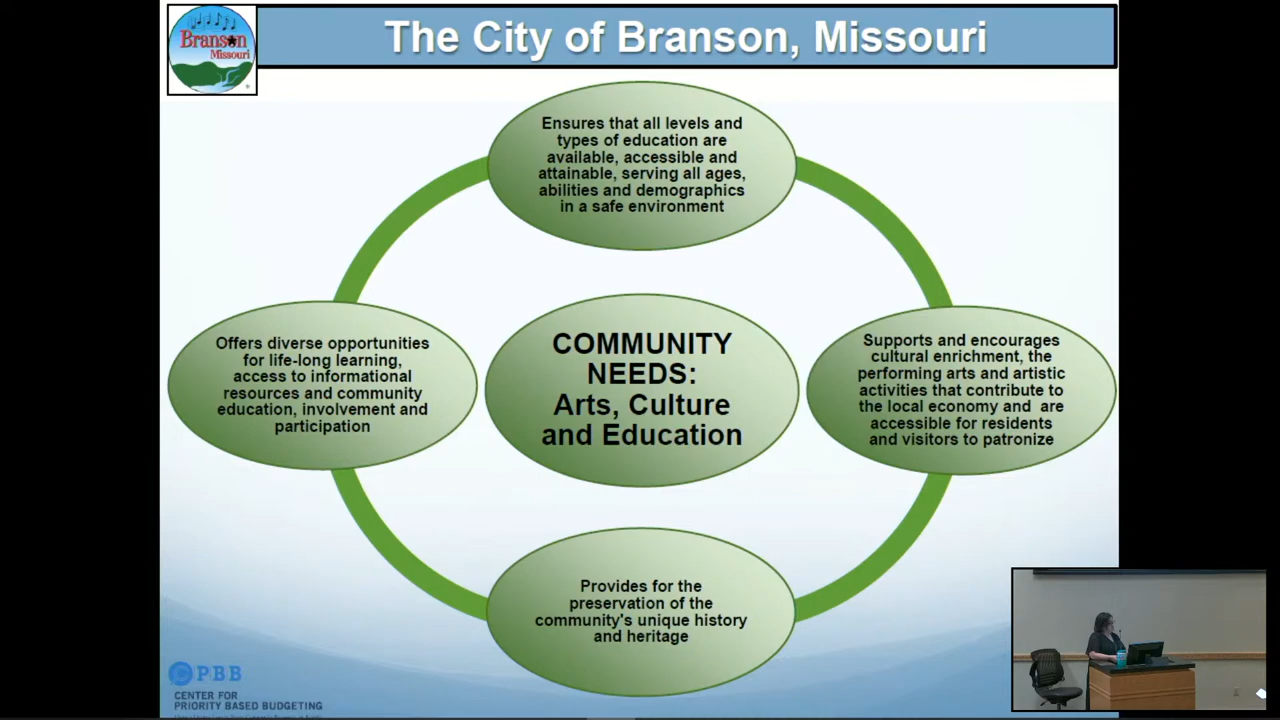 Branson
Missouri
The City of Branson, Missouri
Ensures that all levels and
types of education are
available, accessible and
attainable, serving all ages,
abilities and demographics
in a safe environment
Offers diverse opportunities
for life-long learning,
access to informational
resources and community
education, involvement and
participation
COMMUNITY
NEEDS:
Arts, Culture
and Education
Supports and encourages
cultural enrichment, the
performing arts and artistic
activities that contribute to
the local economy and are
accessible for residents
and visitors to patronize
Provides for the
preservation of the
community's unique history
and heritage
PBB
CENTER FOR
PRIORITY BASED BUDGETING